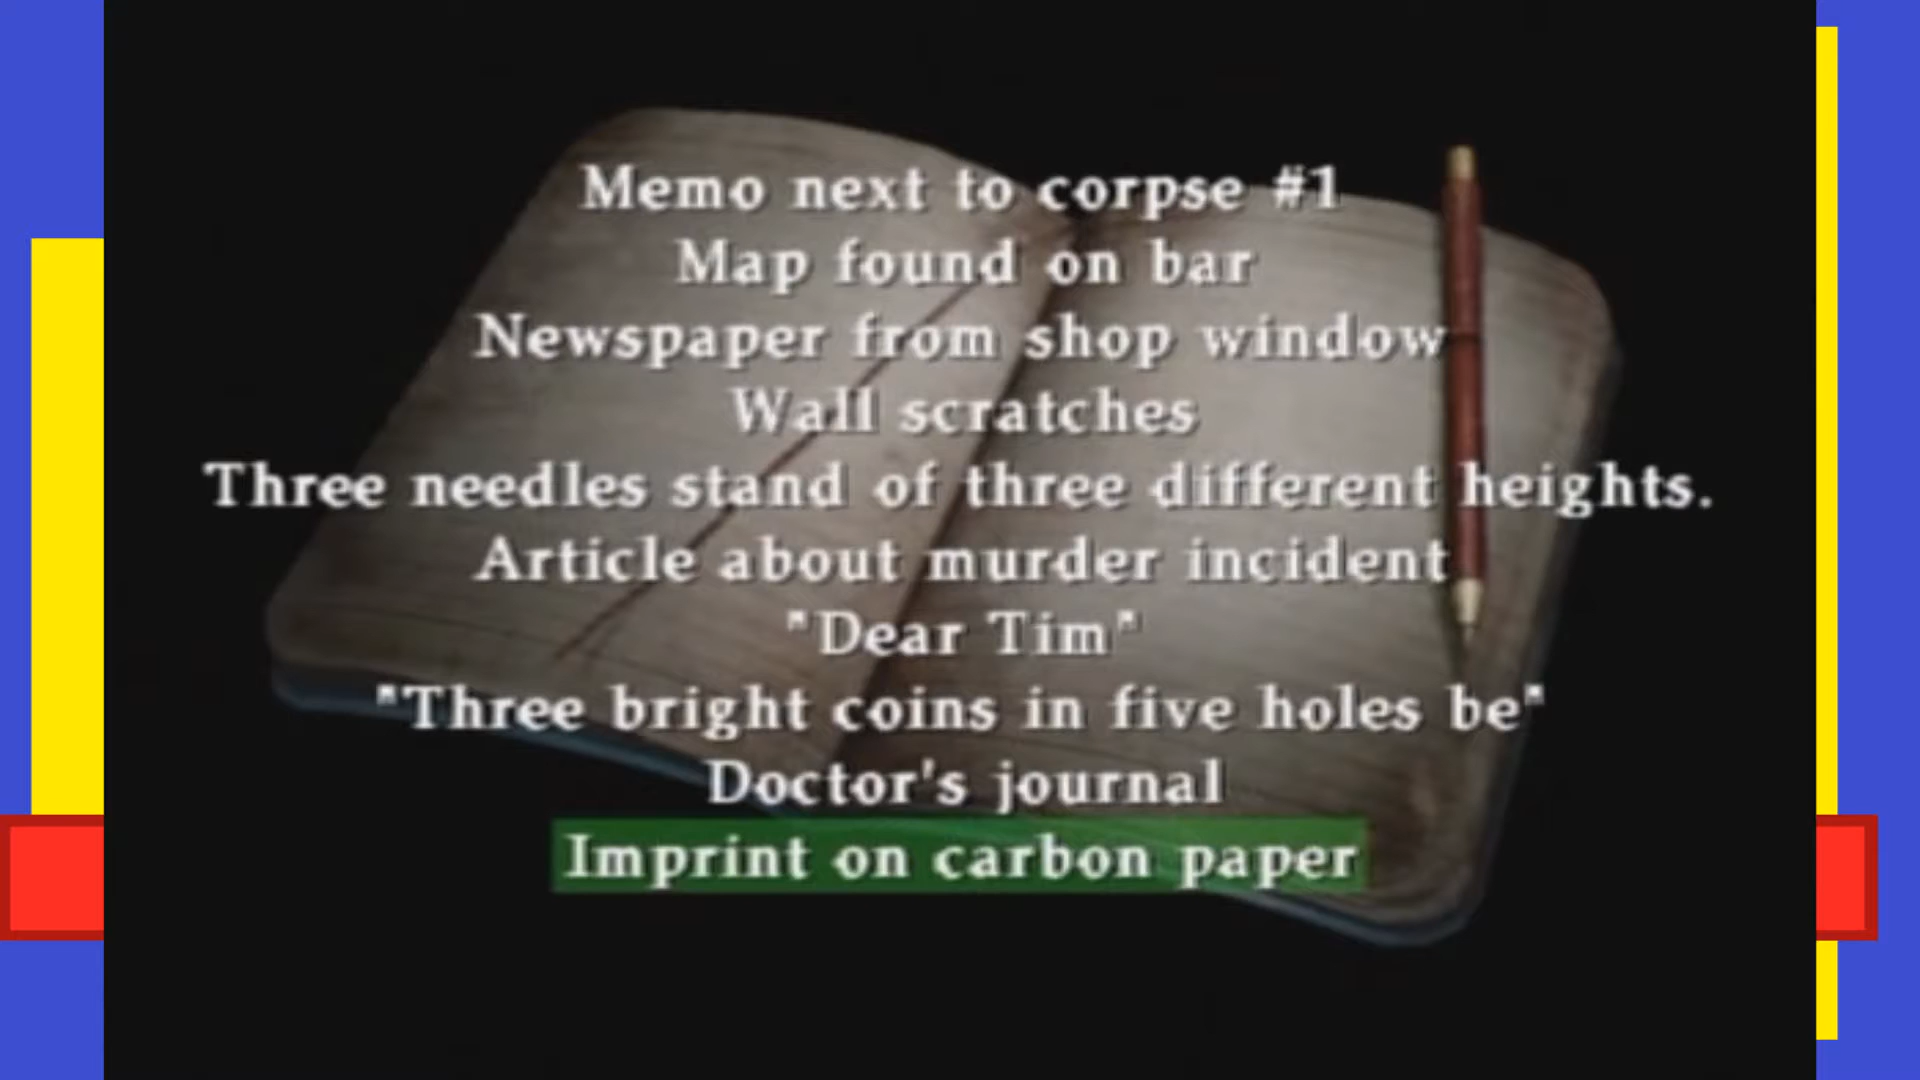 Memo next to corpse #1
Map found on bar
Newspaper from shop window
Wall scratches
Three needles stand of three different heights.
Article about murder incident
"Dear Tim"
"Three bright coins in five holes be"
Doctor's journal
Imprint on carbon paper